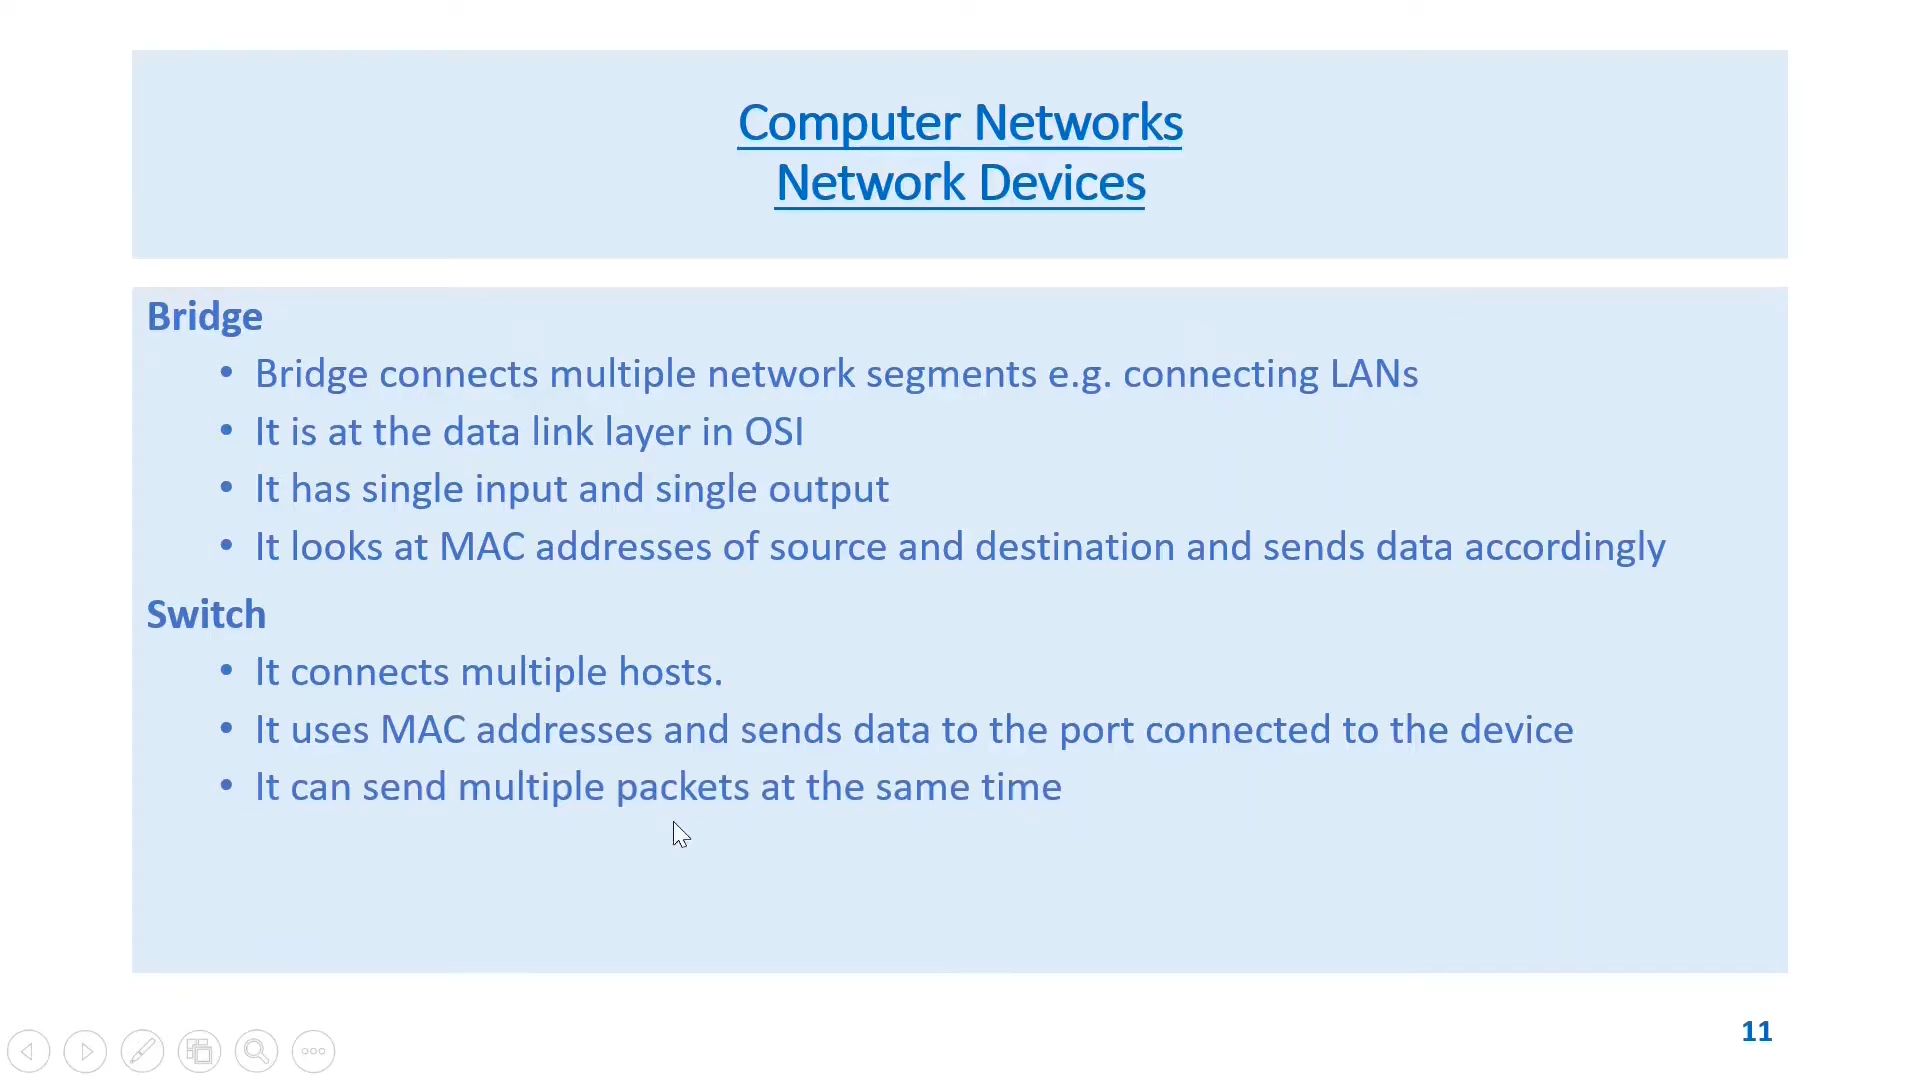 Computer Networks
Network Devices
Bridge
• Bridge connects multiple network segments e.g. connecting LANs
• It is at the data link layer in OSI
• It has single input and single output
• It looks at MAC addresses of source and destination and sends data accordingly
Switch
• It connects multiple hosts.
• It uses MAC addresses and sends data to the port connected to the device
• It can send multiple packets at the same time
11